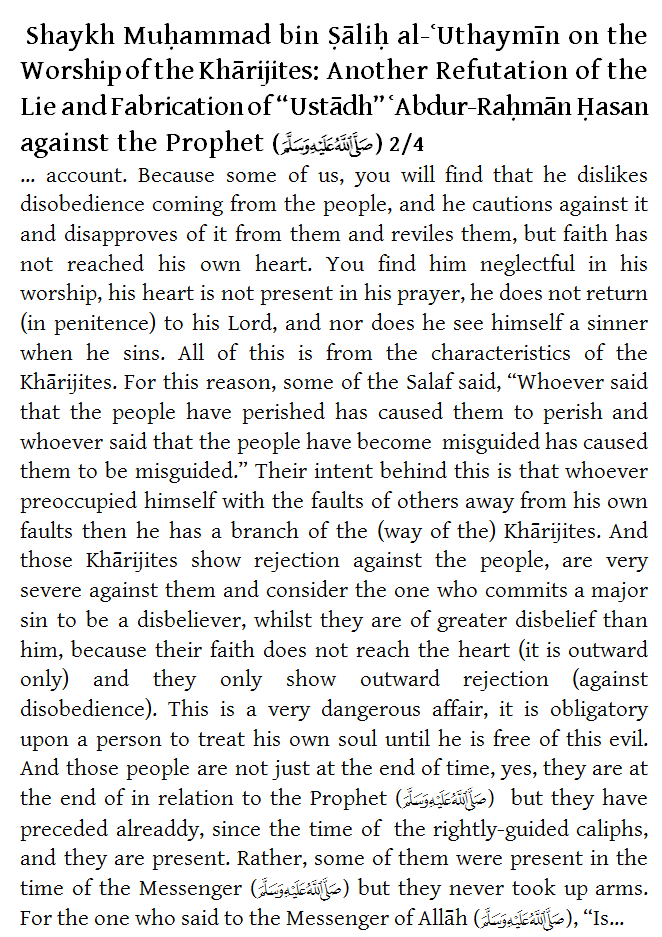 Shaykh Muḥammad bin Ṣāliḥ al-ʿUthaymīn on the
Worship of the Khārijites: Another Refutation of the
Lie and Fabrication of “Ustādh” ʿAbdur-Raḥmān Ḥasan
against the Prophet (صَلَّى اللَّهُ عَلَيْهِ وَسَلَّمَ) 2/4
... account. Because some of us, you will find that he dislikes
disobedience coming from the people, and he cautions against it
and disapproves of it from them and reviles them, but faith has
not reached his own heart. You find him neglectful in his
worship, his heart is not present in his prayer, he does not return
(in penitence) to his Lord, and nor does he see himself a sinner
when he sins. All of this is from the characteristics of the
Khārijites. For this reason, some of the Salaf said, “Whoever said
that the people have perished has caused them to perish and
whoever said that the people have become misguided has caused
them to be misguided.” Their intent behind this is that whoever
preoccupied himself with the faults of others away from his own
faults then he has a branch of the (way of the) Khārijites. And
those Khārijites show rejection against the people, are very
severe against them and consider the one who commits a major
sin to be a disbeliever, whilst they are of greater disbelief than
him, because their faith does not reach the heart (it is outward
only) and they only show outward rejection (against
disobedience). This is a very dangerous affair, it is obligatory
upon a person to treat his own soul until he is free of this evil.
And those people are not just at the end of time, yes, they are at
the end of in relation to the Prophet (صَلَّى اللَّهُ عَلَيْهِ وَسَلَّمَ) but they have
preceded alreaddy, since the time of the rightly-guided caliphs,
and they are present. Rather, some of them were present in the
time of the Messenger (صَلَّى اللَّهُ عَلَيْهِ وَسَلَّمَ) but they never took up arms.
For the one who said to the Messenger of Allāh (صَلَّى اللَّهُ عَلَيْهِ وَسَلَّمَ), “Is...